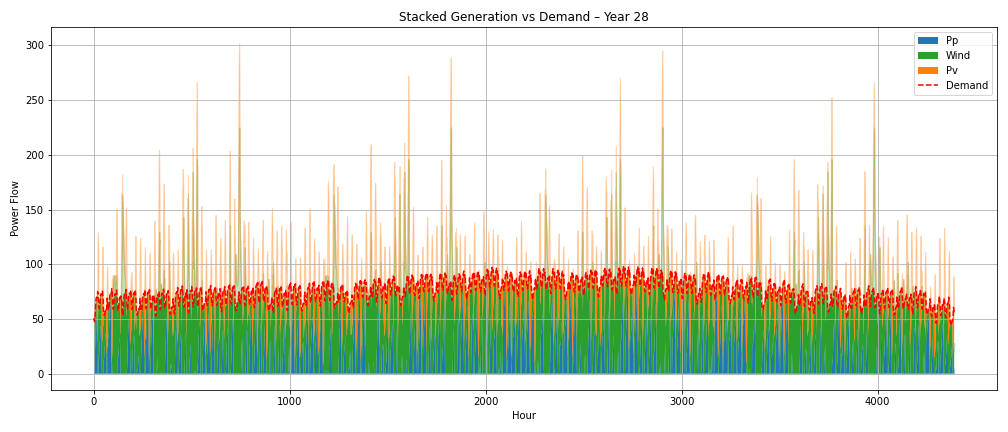 Stacked Generation vs Demand – Year 28
Power Flow
300
250
200
150
100
50
0
0 1000 2000 3000 4000
Hour
Pp
Wind
Pv
Demand